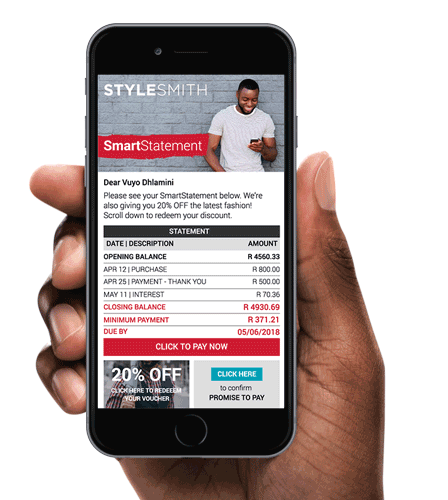 STYLESMITH
SmartStatement
Dear Vuyo Dhlamini
Please see your SmartStatement below. We're
also giving you 20% OFF the latest fashion!
Scroll down to redeem your discount.
STATEMENT
DATE | DESCRIPTION AMOUNT
OPENING BALANCE R 4560.33
APR 12 | PURCHASE R 800.00
APR 25 | PAYMENT - THANK YOU R 500.00
MAY 11 | INTEREST R 70.36
CLOSING BALANCE R 4930.69
MINIMUM PAYMENT R 371.21
DUE BY 05/06/2018
CLICK TO PAY NOW
20% OFF
CLICK HERE TO REDEEM
YOUR VOUCHER
CLICK HERE
to confirm
PROMISE TO PAY